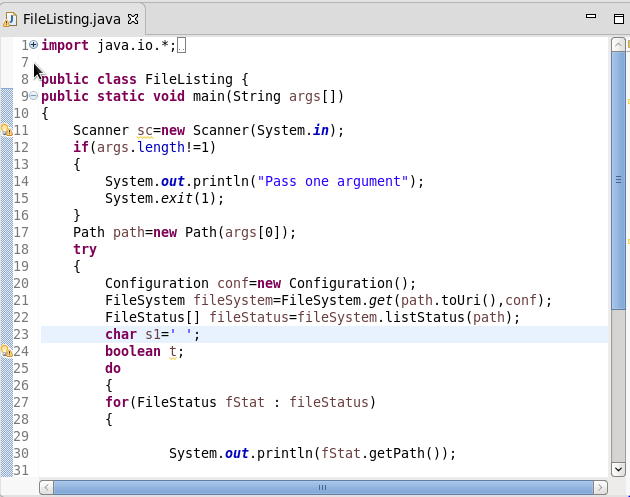 FileListing.java
1 import java.io.*;
7
8 public class FileListing {
9 public static void main(String args[])
10 {
11 Scanner sc=new Scanner(System.in);
12 if(args.length!=1)
13 {
14 System.out.println("Pass one argument");
15 System.exit(1);
16 }
17 Path path=new Path(args[0]);
18 try
19 {
20 Configuration conf=new Configuration();
21 FileSystem fileSystem=FileSystem.get(path.toUri(),conf);
22 FileStatus[] fileStatus=fileSystem.listStatus(path);
23 char s1=' ';
24 boolean t;
25 do
26 {
27 for(FileStatus fStat : fileStatus)
28 {
29
30 System.out.println(fStat.getPath());
31